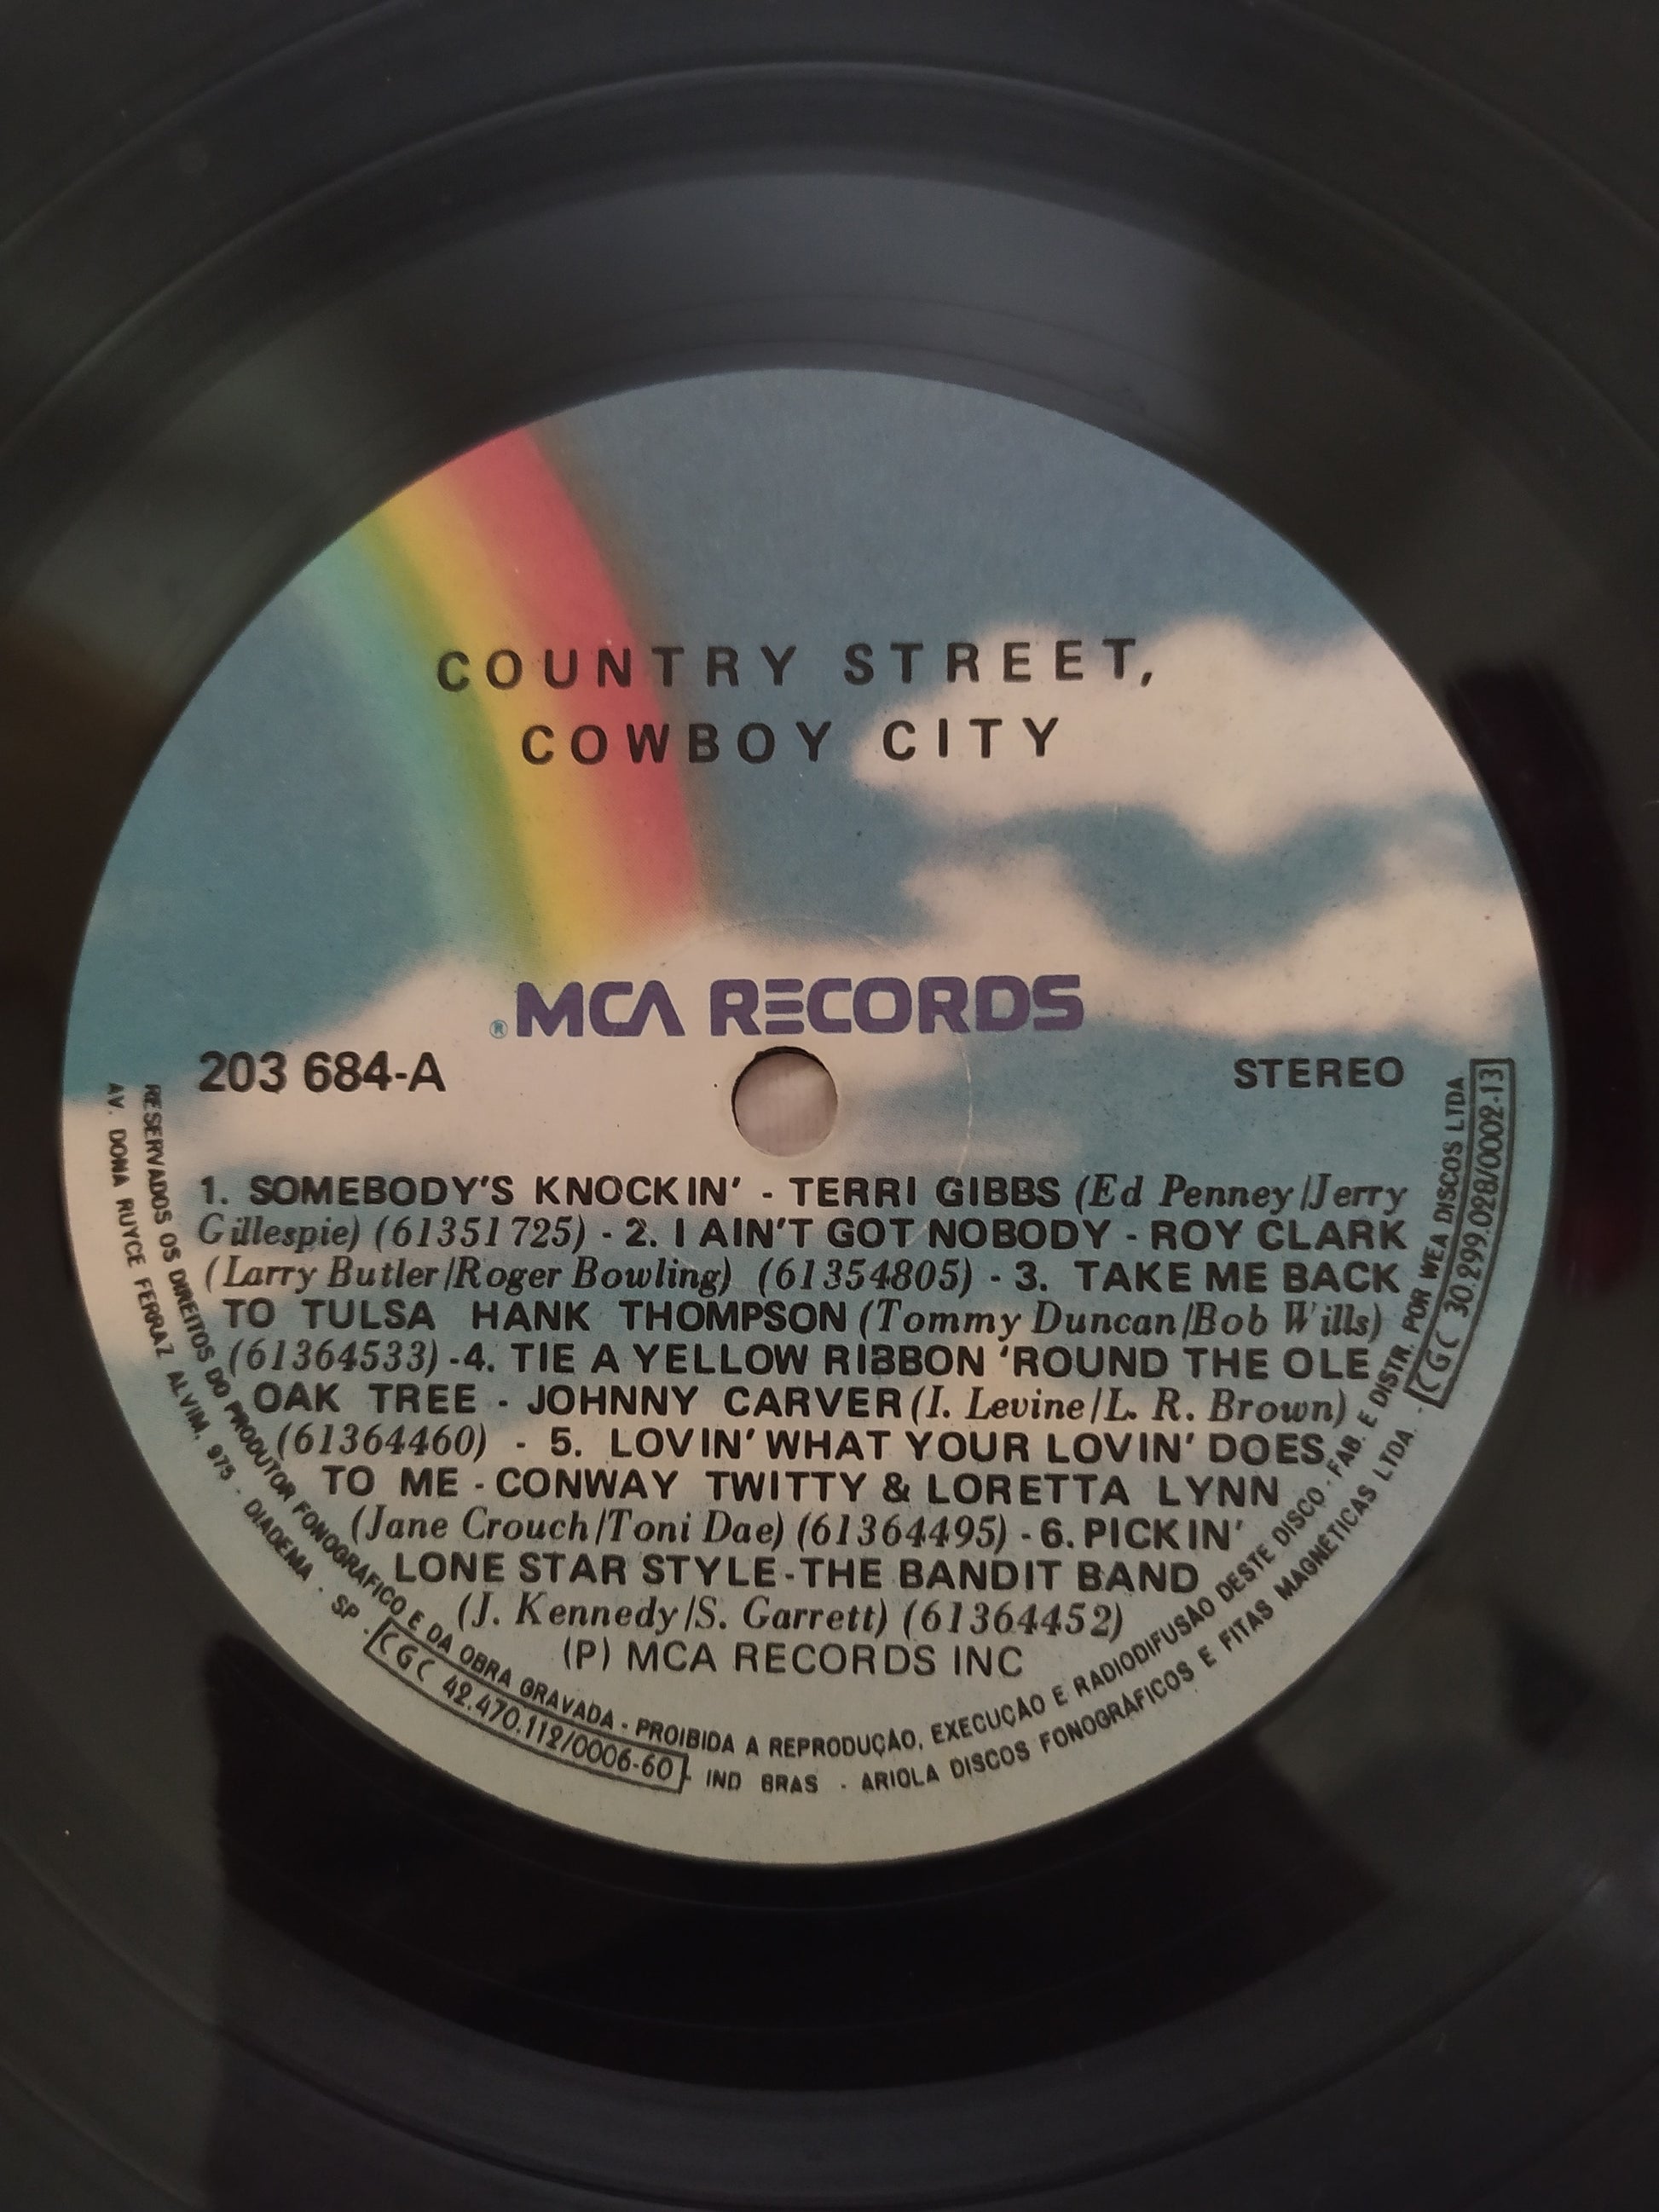 COUNTRY STREET,
COWBOY CITY
® MCA RECORDS
203 684-A
STEREO
1. SOMEBODY'S KNOCKIN' - TERRI GIBBS (Ed Penney/Jerry
Gillespie) (61351725) - 2. I AIN'T GOT NOBODY - ROY CLARK
(Larry Butler/Roger Bowling) (61354805) - 3. TAKE ME BACK
TO TULSA HANK THOMPSON (Tommy Duncan/Bob Wills)
(61364533) -4. TIE A YELLOW RIBBON 'ROUND THE OLE
OAK TREE - JOHNNY CARVER (I. Levine/L. R. Brown)
(61364460) - 5. LOVIN' WHAT YOUR LOVIN' DOES
TO ME - CONWAY TWITTY & LORETTA LYNN
(Jane Crouch/Toni Dae) (61364495) - 6. PICKIN'
LONE STAR STYLE - THE BANDIT BAND
(J. Kennedy/S. Garrett) (61364452)
(P) MCA RECORDS INC
RESERVADOS OS DIREITOS DO PRODUTOR FONOGRÁFICO E DA OBRA GRAVADA - PROIBIDA A REPRODUÇÃO, EXECUÇÃO E RADIODIFUSÃO DESTE DISCO - FAB. E DISTR. POR WEA DISCOS LTDA. CGC 30.299.028/0002-13
AV. DONA RUYCE FERRAZ ALVIM, 975 - DIADEMA - SP - CGC 42.470.112/0006-60 - IND BRAS - ARIOLA DISCOS FONOGRÁFICOS E FITAS MAGNÉTICAS LTDA. -